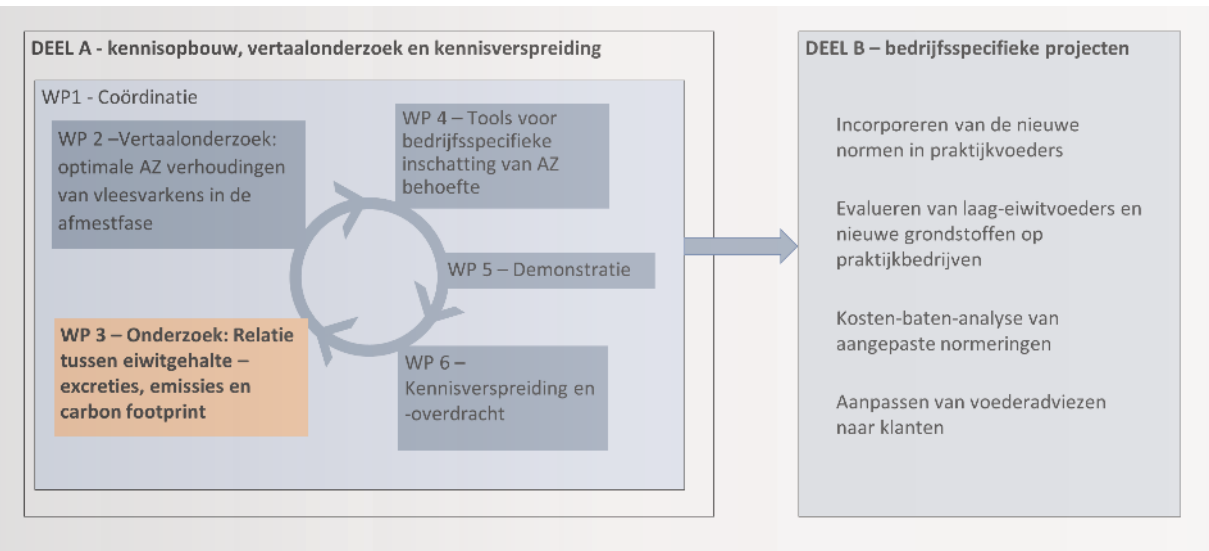 DEEL A - kennisopbouw, vertaalonderzoek en kennisverspreiding
WP1 - Coördinatie
WP 2 –Vertaalonderzoek:
optimale AZ verhoudingen
van vleesvarkens in de
afmestfase
WP 4 – Tools voor
bedrijfsspecifieke
inschatting van AZ
behoefte
WP 5 – Demonstratie
WP 3 – Onderzoek: Relatie
tussen eiwitgehalte –
excreties, emissies en
carbon footprint
WP 6 –
Kennisverspreiding en
-overdracht
DEEL B – bedrijfsspecifieke projecten
Incorporeren van de nieuwe
normen in praktijkvoeders
Evalueren van laag-eiwitvoeders en
nieuwe grondstoffen op
praktijkbedrijven
Kosten-baten-analyse van
aangepaste normeringen
Aanpassen van voederadviezen
naar klanten